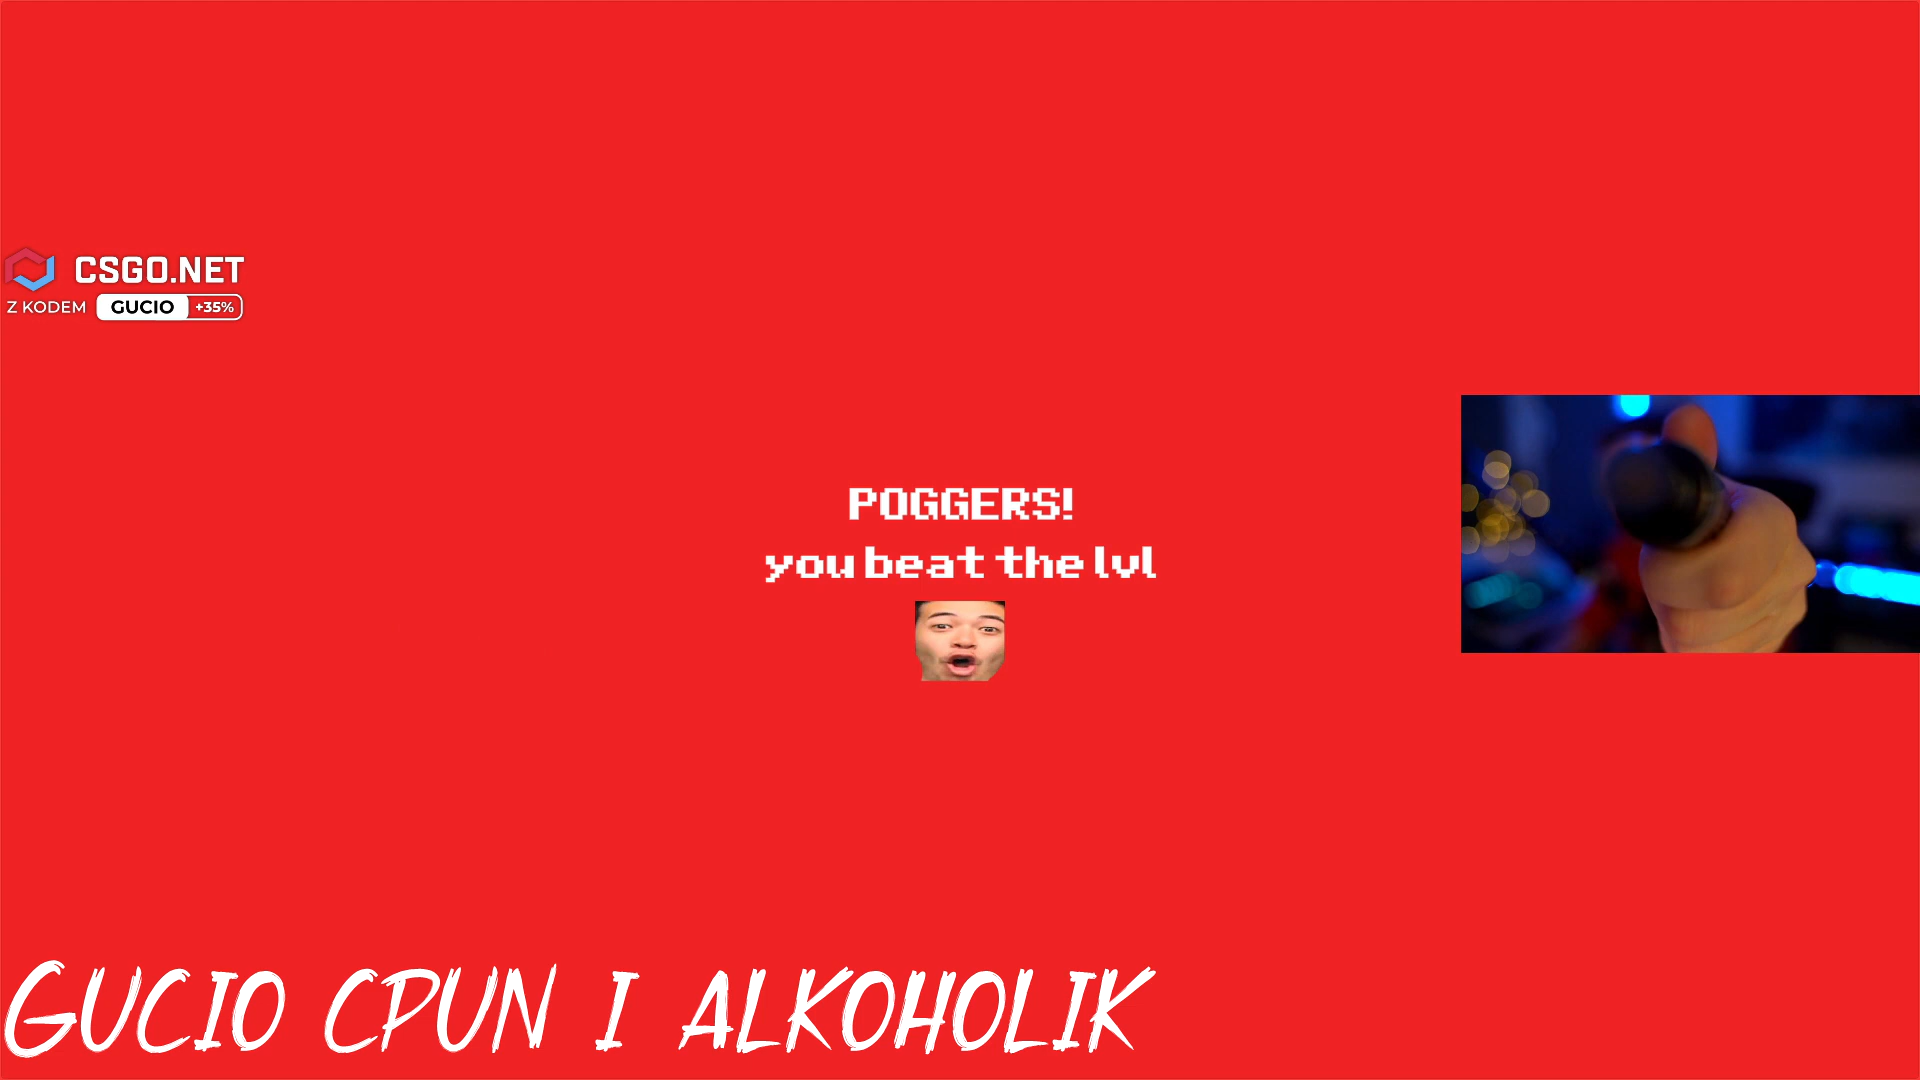 CSGO.NET
Z KODEM GUCIO +35%
POGGERS!
you beat the lvl
GUCIO CPUN I ALKOHOLIK